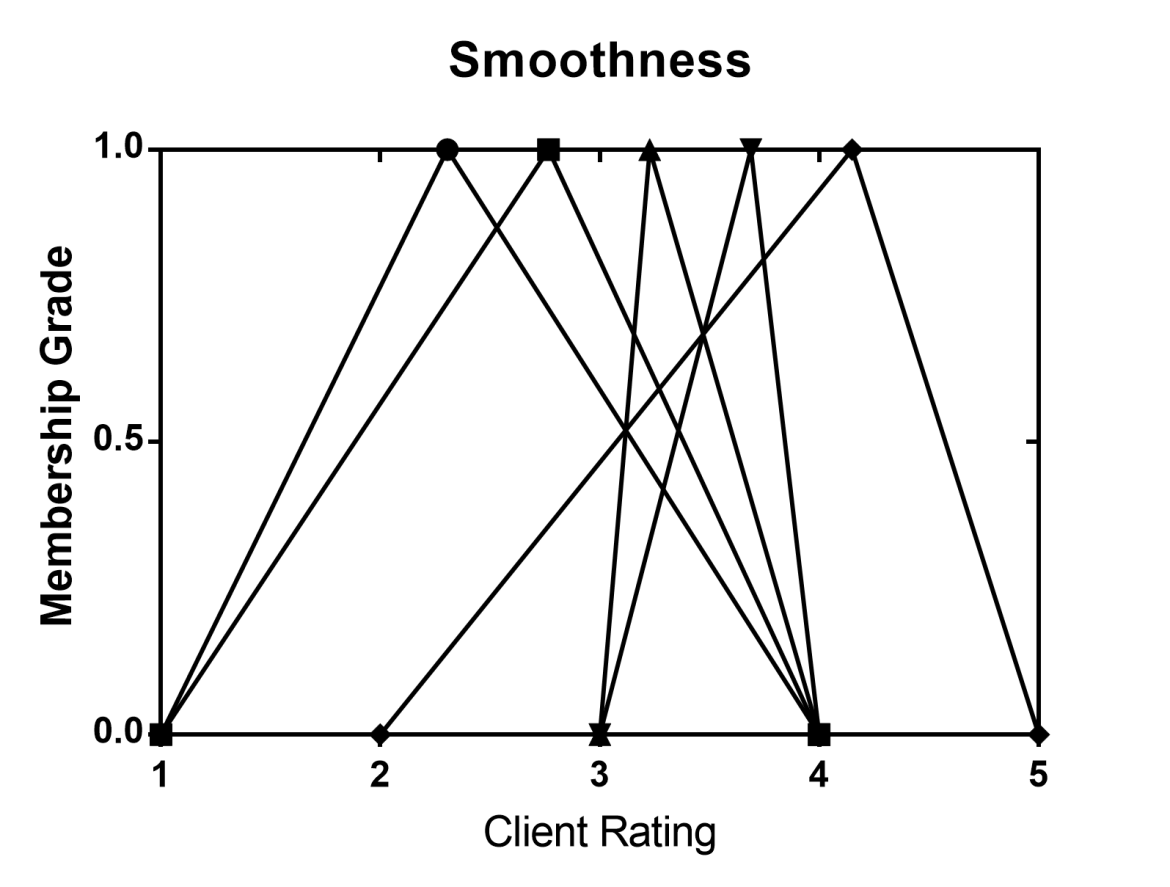 Smoothness
1.0
0.5
0.0
Membership Grade
1 2 3 4 5
Client Rating